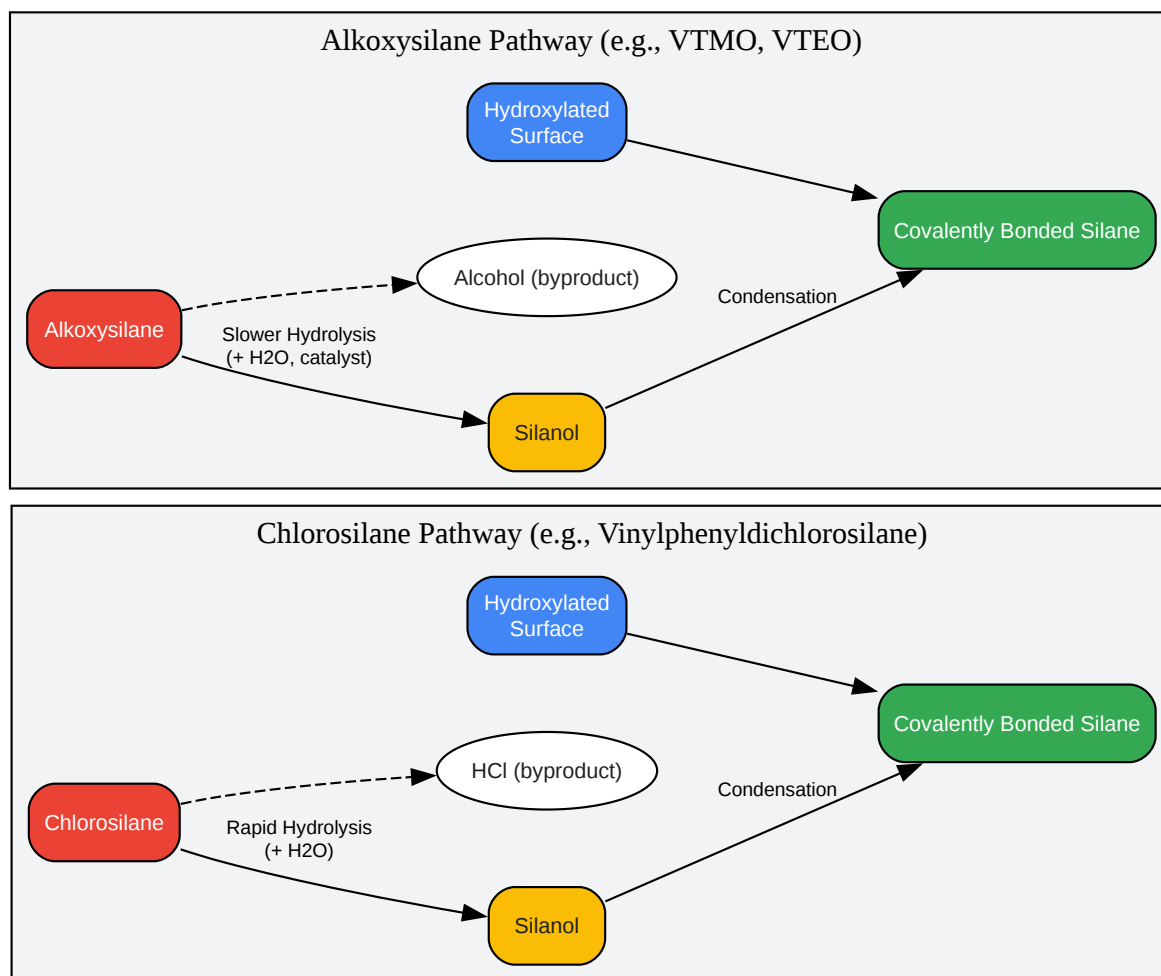 Alkoxysilane Pathway (e.g., VTMO, VTEO)
Hydroxylated
Surface
Covalently Bonded Silane
Alcohol (byproduct)
Condensation
Alkoxysilane
Slower Hydrolysis
(+ H2O, catalyst)
Silanol
Chlorosilane Pathway (e.g., Vinylphenyldichlorosilane)
Hydroxylated
Surface
Covalently Bonded Silane
HCl (byproduct)
Condensation
Chlorosilane
Rapid Hydrolysis
(+ H2O)
Silanol